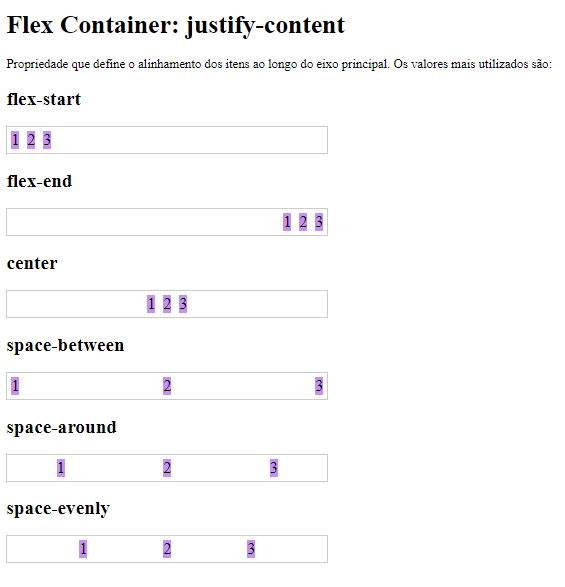 Flex Container: justify-content
Propriedade que define o alinhamento dos itens ao longo do eixo principal. Os valores mais utilizados são:
flex-start
1 2 3
flex-end
1 2 3
center
1 2 3
space-between
1 2 3
space-around
1 2 3
space-evenly
1 2 3